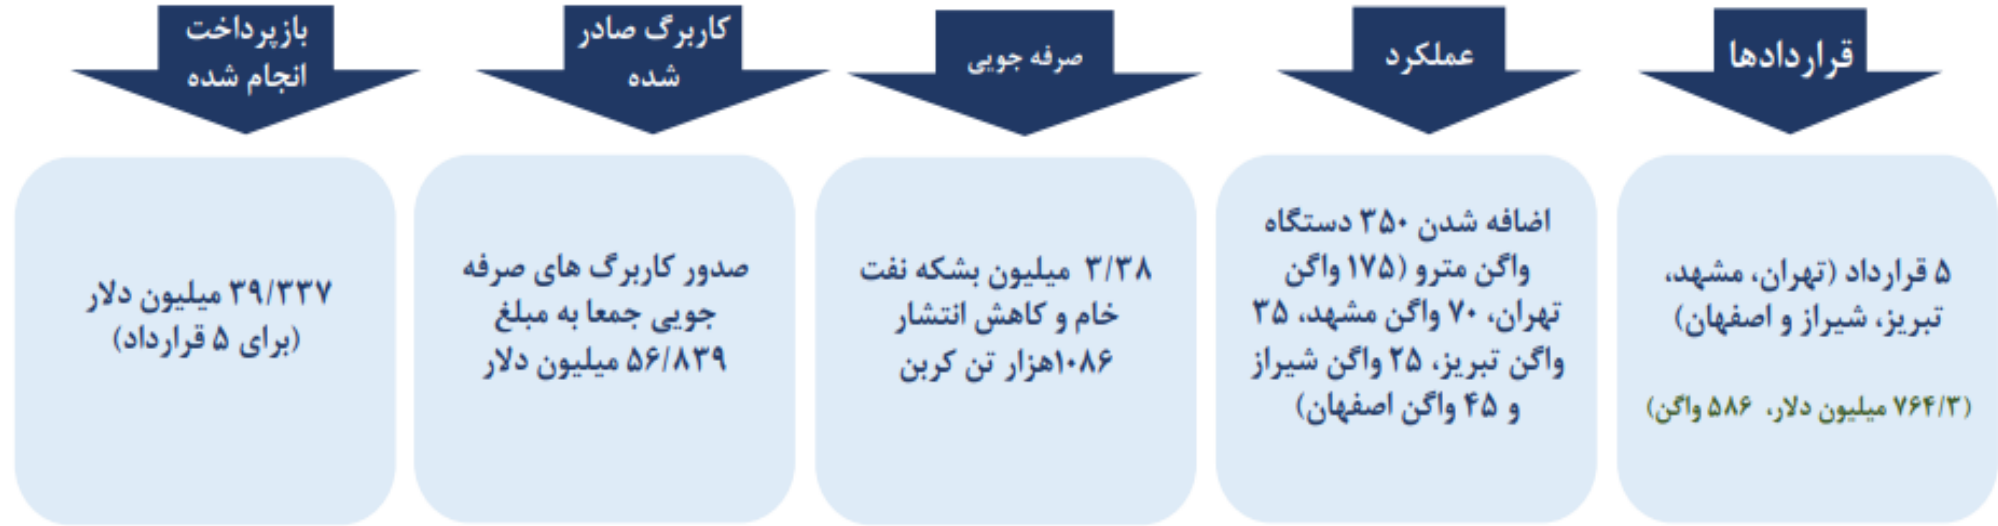 قراردادها
۵ قرارداد (تهران، مشهد،
تبریز، شیراز و اصفهان)
(۷۶۴/۳ میلیون دلار، ۵۸۶ واگن)
عملکرد
اضافه شدن ۳۵۰ دستگاه
واگن مترو (۱۷۵ واگن
تهران، ۷۰ واگن مشهد، ۳۵
واگن تبریز، ۲۵ واگن شیراز
و ۴۵ واگن اصفهان)
صرفه جویی
۳/۳۸ میلیون بشکه نفت
خام و کاهش انتشار
۱۰۸۶هزار تن کربن
کاربرگ صادر
شده
صدور کاربرگ های صرفه
جویی جمعا به مبلغ
۵۶/۸۳۹ میلیون دلار
بازپرداخت
انجام شده
۳۹/۳۳۷ میلیون دلار
(برای ۵ قرارداد)